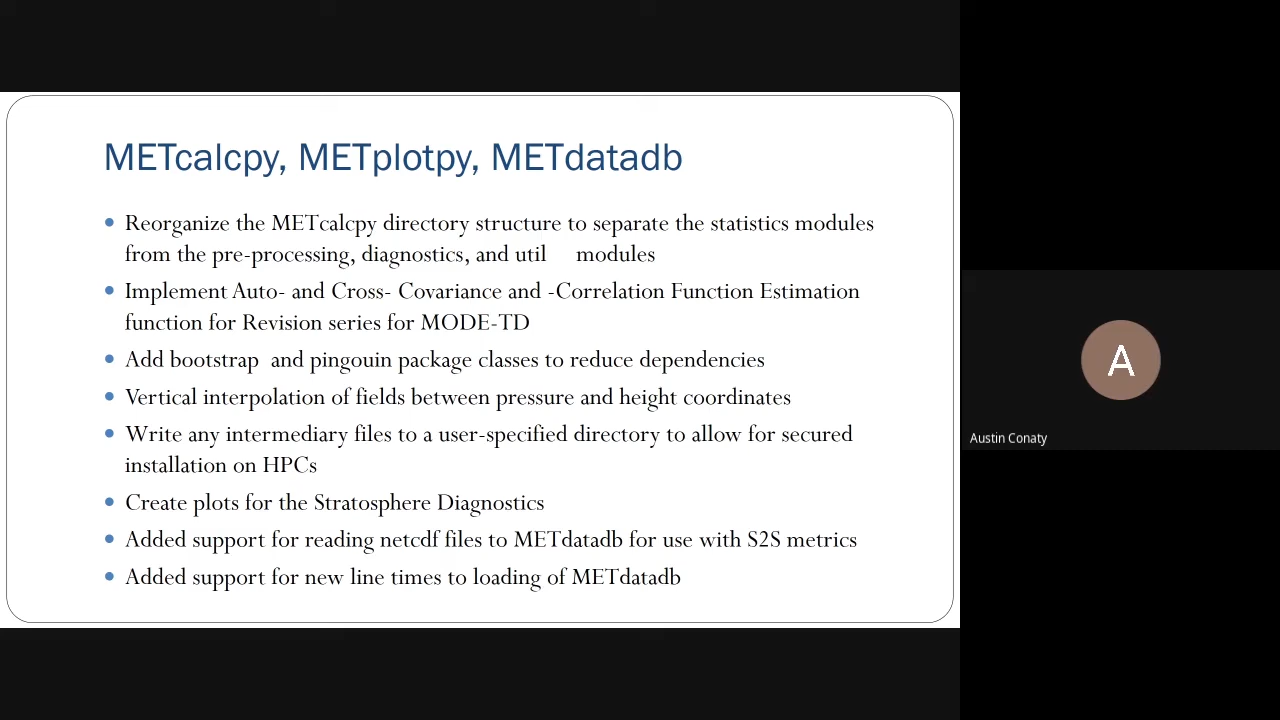 METcalcpy, METplotpy, METdatadb
• Reorganize the METcalcpy directory structure to separate the statistics modules
from the pre-processing, diagnostics, and util modules
• Implement Auto- and Cross- Covariance and -Correlation Function Estimation
function for Revision series for MODE-TD
• Add bootstrap and pingouin package classes to reduce dependencies
• Vertical interpolation of fields between pressure and height coordinates
• Write any intermediary files to a user-specified directory to allow for secured
installation on HPCs
• Create plots for the Stratosphere Diagnostics
• Added support for reading netcdf files to METdatadb for use with S2S metrics
• Added support for new line times to loading of METdatadb
A
Austin Conaty